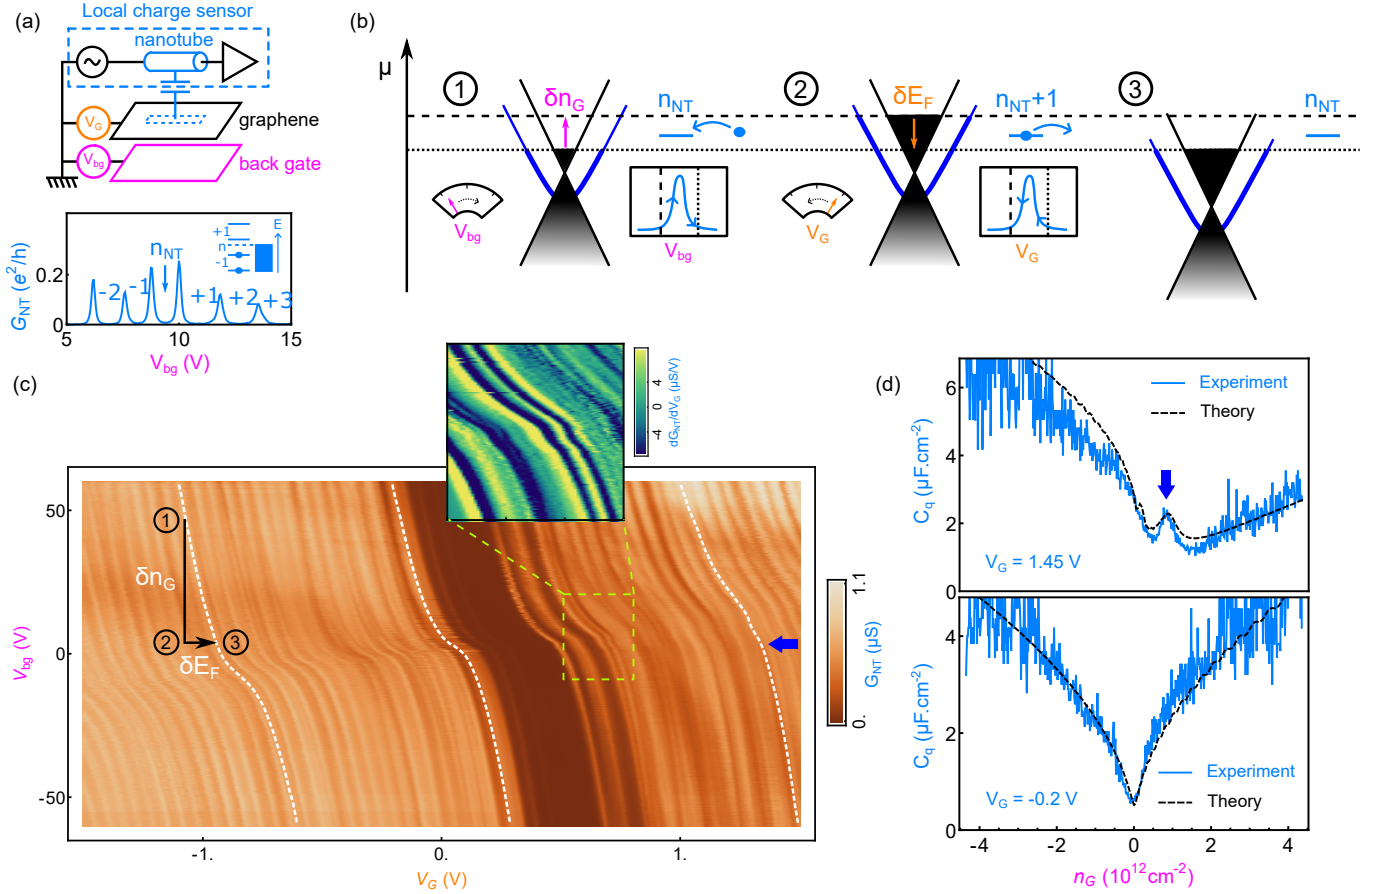 (a)
Local charge sensor
nanotube
V_G
graphene
V_bg
back gate
G_NT (e²/h)
0.2
0
n_NT
-2
-1
+1
+2
+3
+1
n
-1
E
5
10
15
V_bg (V)
(b)
μ
1
δn_G
n_NT
V_bg
V_bg
2
δE_F
n_NT+1
V_G
V_G
3
n_NT
(c)
4
0
-4
dG_NT/dV_G (μS/V)
50
0
-50
V_bg (V)
1
δn_G
2
3
δE_F
1.1
0.
G_NT (μS)
-1.
0.
1.
V_G (V)
(d)
6
4
2
C_q (μF.cm⁻²)
Experiment
Theory
V_G = 1.45 V
4
2
0
C_q (μF.cm⁻²)
Experiment
Theory
V_G = -0.2 V
-4
-2
0
2
4
n_G (10¹²cm⁻²)